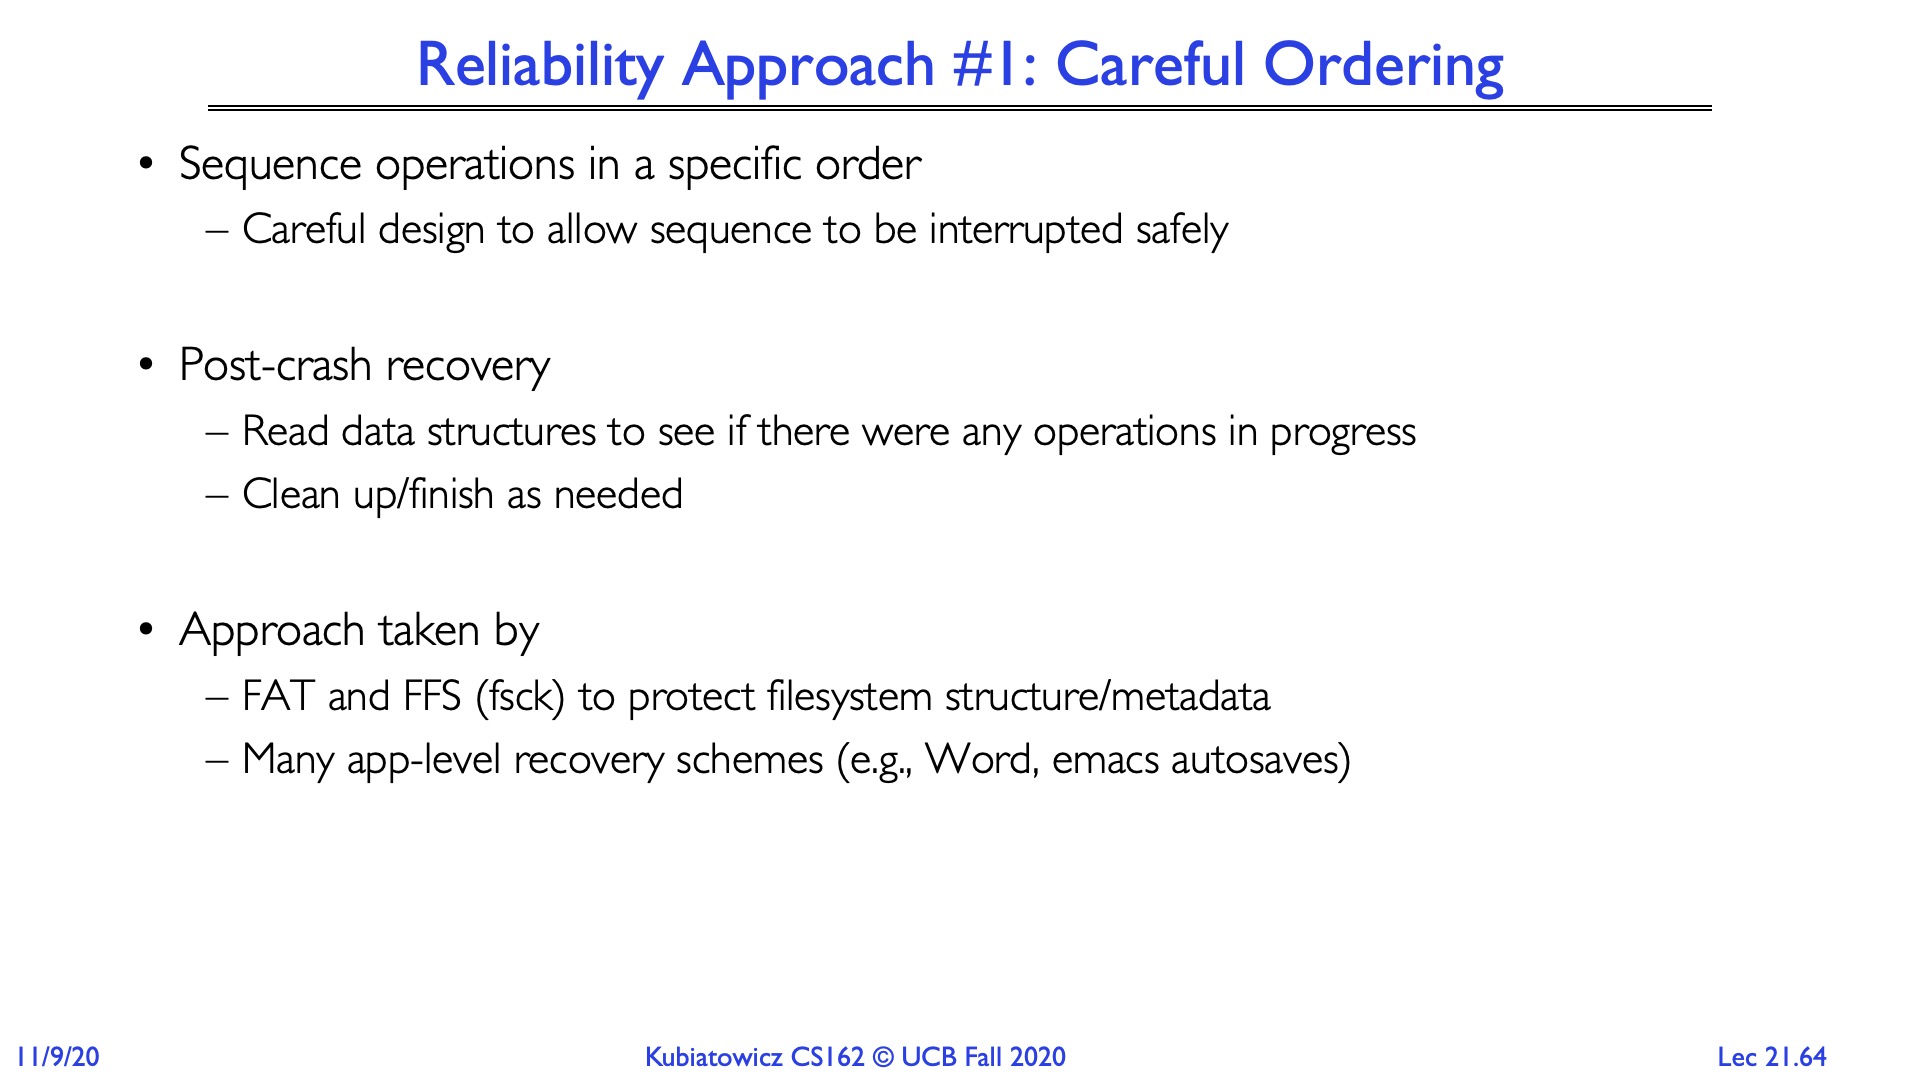 Reliability Approach #1: Careful Ordering
• Sequence operations in a specific order
– Careful design to allow sequence to be interrupted safely
• Post-crash recovery
– Read data structures to see if there were any operations in progress
– Clean up/finish as needed
• Approach taken by
– FAT and FFS (fsck) to protect filesystem structure/metadata
– Many app-level recovery schemes (e.g., Word, emacs autosaves)
11/9/20
Kubiatowicz CS162 © UCB Fall 2020
Lec 21.64